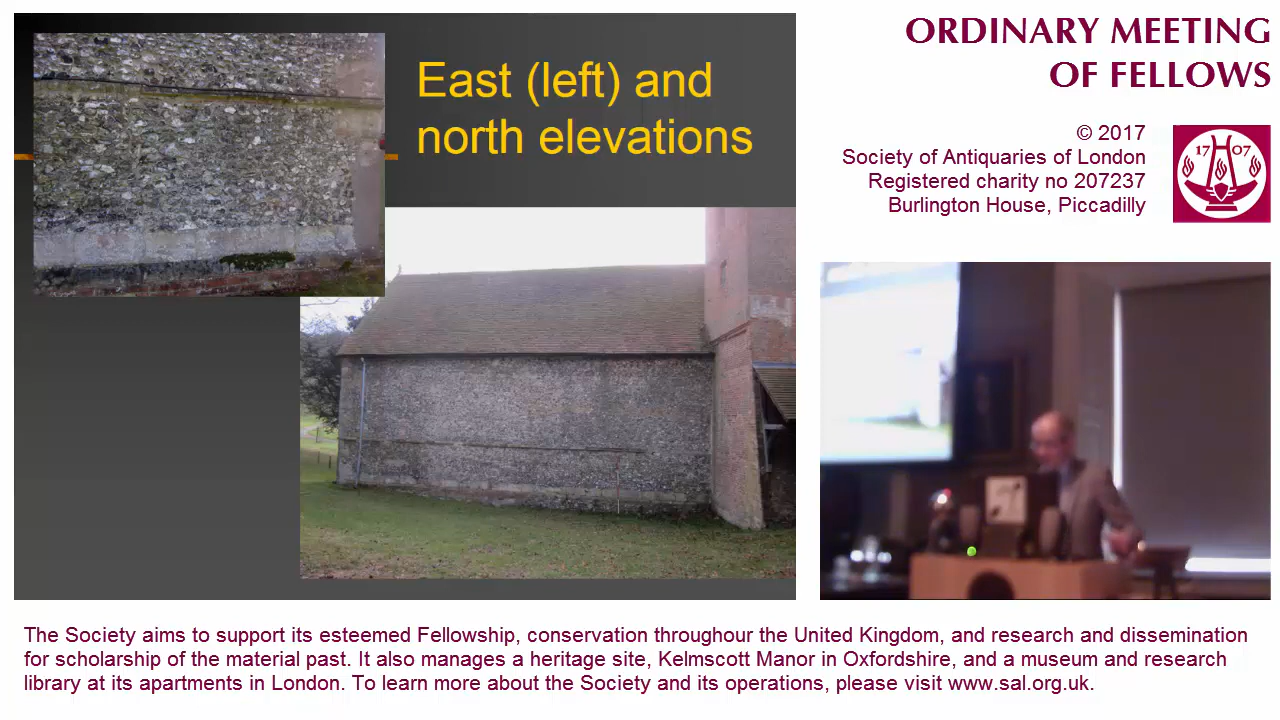 East (left) and
north elevations
ORDINARY MEETING
OF FELLOWS
© 2017
Society of Antiquaries of London
Registered charity no 207237
Burlington House, Piccadilly
17 07
The Society aims to support its esteemed Fellowship, conservation throughour the United Kingdom, and research and dissemination
for scholarship of the material past. It also manages a heritage site, Kelmscott Manor in Oxfordshire, and a museum and research
library at its apartments in London. To learn more about the Society and its operations, please visit www.sal.org.uk.